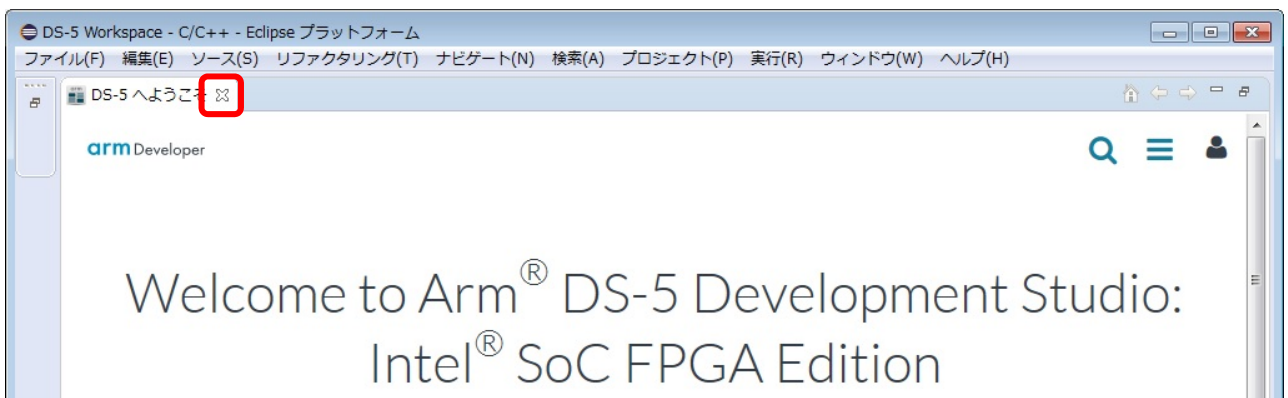 DS-5 Workspace - C/C++ - Eclipse プラットフォーム
ファイル(F) 編集(E) ソース(S) リファクタリング(T) ナビゲート(N) 検索(A) プロジェクト(P) 実行(R) ウィンドウ(W) ヘルプ(H)
DS-5 へようこそ
arm Developer
Welcome to Arm® DS-5 Development Studio:
Intel® SoC FPGA Edition